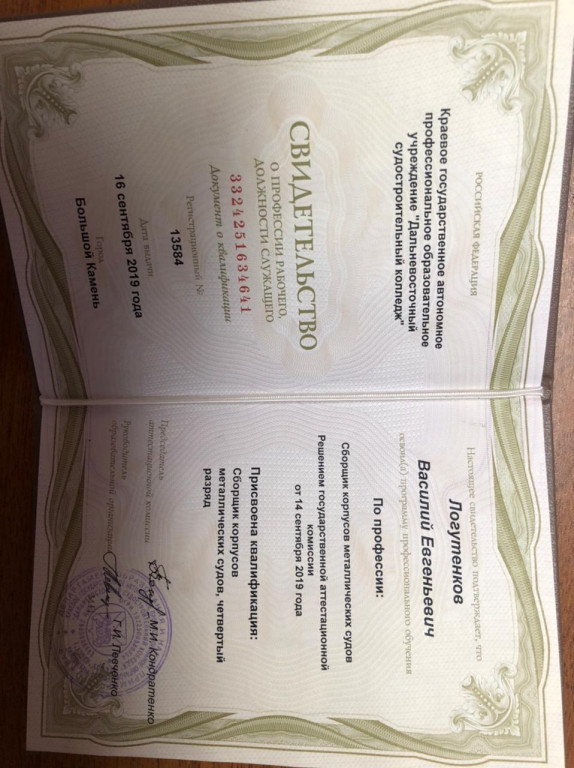 РОССИЙСКАЯ ФЕДЕРАЦИЯ
Краевое государственное автономное
профессиональное образовательное
учреждение "Дальневосточный
судостроительный колледж"
СВИДЕТЕЛЬСТВО
О ПРОФЕССИИ РАБОЧЕГО,
ДОЛЖНОСТИ СЛУЖАЩЕГО
332425163464 1
Документ о квалификации
Регистрационный №
13584
Дата выдачи
16 сентября 2019 года
Город
Большой Камень
Настоящее свидетельство подтверждает, что
Логутенков
Василий Евгеньевич
освоил(а) программу профессионального обучения
По профессии:
Сборщик корпусов металлических судов
Решением государственной аттестационной
комиссии
от 14 сентября 2019 года
Присвоена квалификация:
Сборщик корпусов
металлических судов, четвертый
разряд
Председатель
аттестационной комиссии
М.И. Кондратенко
Руководитель
образовательной организации
Г.И. Певченко